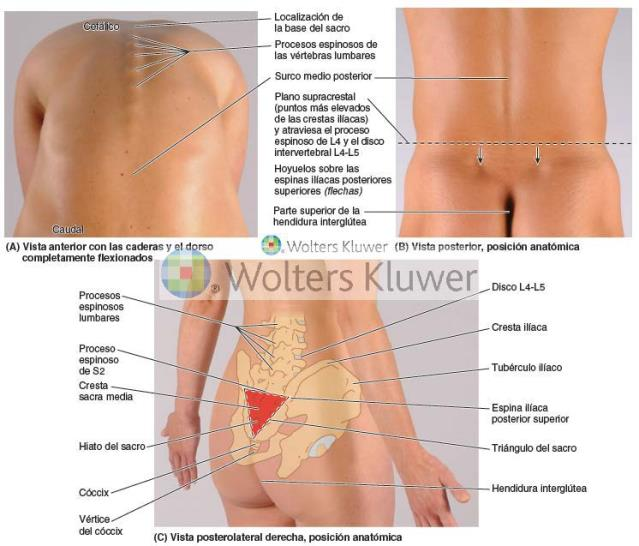 Cefálico
Localización de
la base del sacro
Procesos espinosos de
las vértebras lumbares
Surco medio posterior
Plano supracrestal
(puntos más elevados
de las crestas ilíacas)
y atraviesa el proceso
espinoso de L4 y el disco
intervertebral L4-L5
Hoyuelos sobre las
espinas ilíacas posteriores
superiores (flechas)
Parte superior de la
hendidura interglútea
Caudal
(A) Vista anterior con las caderas y el dorso
completamente flexionados
Wolters Kluwer
(B) Vista posterior, posición anatómica
Wolters Kluwer
®
Procesos
espinosos
lumbares
Proceso
espinoso
de S2
Cresta
sacra media
Hiato del sacro
Cóccix
Vértice
del cóccix
Disco L4-L5
Cresta ilíaca
Tubérculo ilíaco
Espina ilíaca
posterior superior
Triángulo del sacro
Hendidura interglútea
(C) Vista posterolateral derecha, posición anatómica